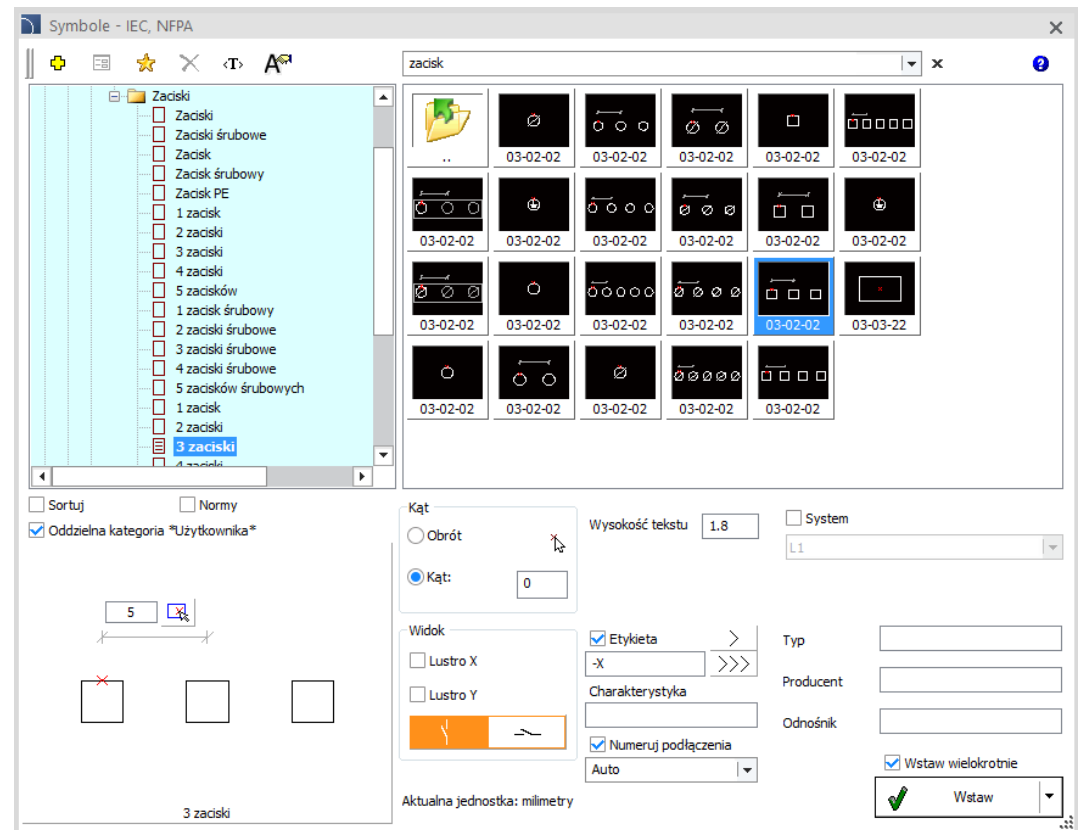 Symbole - IEC, NFPA
‹T›
A
zacisk
Zaciski
Zaciski
Zaciski śrubowe
Zacisk
Zacisk śrubowy
Zacisk PE
1 zacisk
2 zaciski
3 zaciski
4 zaciski
5 zacisków
1 zacisk śrubowy
2 zaciski śrubowe
3 zaciski śrubowe
4 zaciski śrubowe
5 zacisków śrubowych
1 zacisk
2 zaciski
3 zaciski
4 zaciski
.. 03-02-02 03-02-02 03-02-02 03-02-02 03-02-02
03-02-02 03-02-02 03-02-02 03-02-02 03-02-02 03-02-02
03-02-02 03-02-02 03-02-02 03-02-02 03-02-02 03-03-22
03-02-02 03-02-02 03-02-02 03-02-02 03-02-02
Sortuj Normy
Oddzielna kategoria *Użytkownika*
5
3 zaciski
Kąt
Obrót
Kąt: 0
Wysokość tekstu 1.8
System
L1
Widok
Lustro X
Lustro Y
Etykieta >
-X >>>
Charakterystyka
Numeruj podłączenia
Auto
Typ
Producent
Odnośnik
Wstaw wielokrotnie
Wstaw
Aktualna jednostka: milimetry